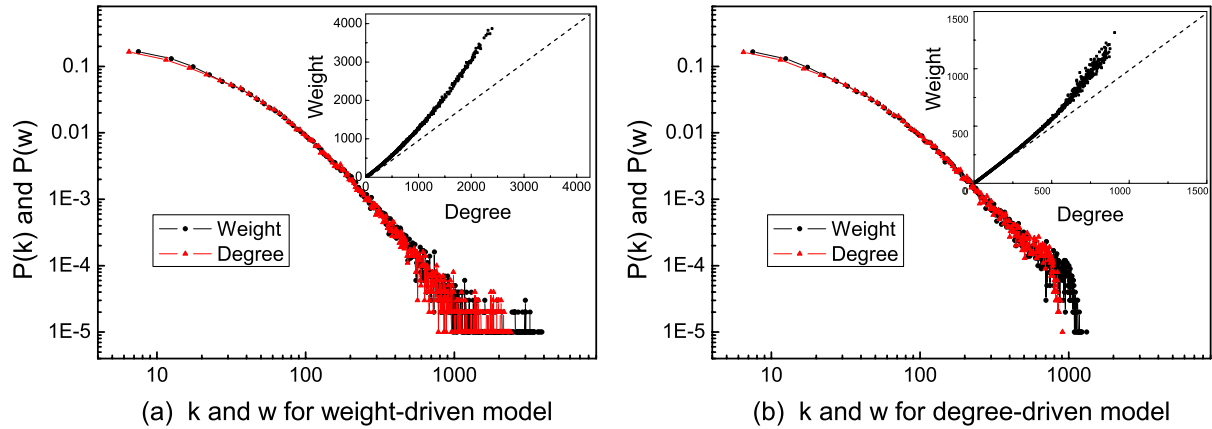 P(k) and P(w)
0.1
0.01
1E-3
1E-4
1E-5
10
100
1000
Weight
Degree
4000
3000
2000
1000
0
0
1000
2000
3000
4000
Weight
Degree
(a) k and w for weight-driven model
P(k) and P(w)
0.1
0.01
1E-3
1E-4
1E-5
10
100
1000
Weight
Degree
1500
1000
500
0
0
500
1000
1500
Weight
Degree
(b) k and w for degree-driven model